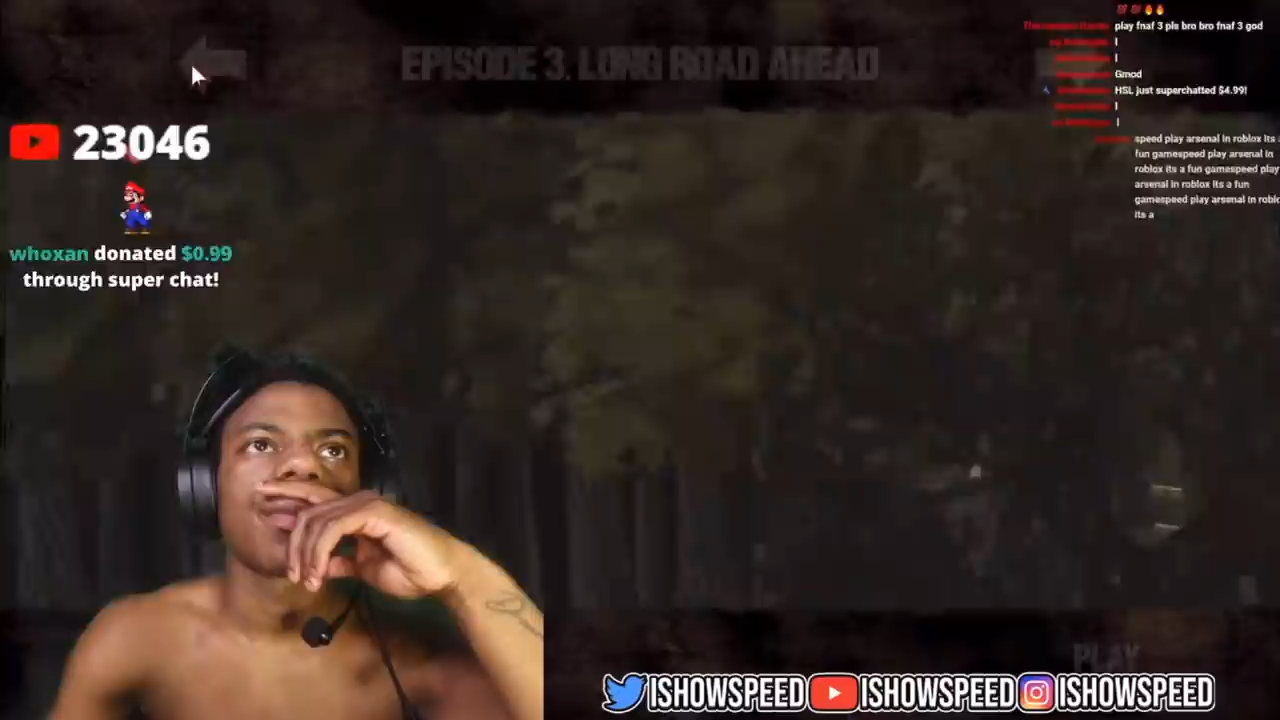 EPISODE 3. LONG ROAD AHEAD
play fnaf 3 pls bro bro fnaf 3 god
I
I
Gmod
HSL just superchatted $4.99!
I
I
speed play arsenal in roblox its a
fun gamespeed play arsenal in
roblox its a fun gamespeed play
arsenal in roblox its a fun
gamespeed play arsenal in roblox
its a
23046
whoxan donated $0.99
through super chat!
PLAY
ISHOWSPEED ISHOWSPEED ISHOWSPEED